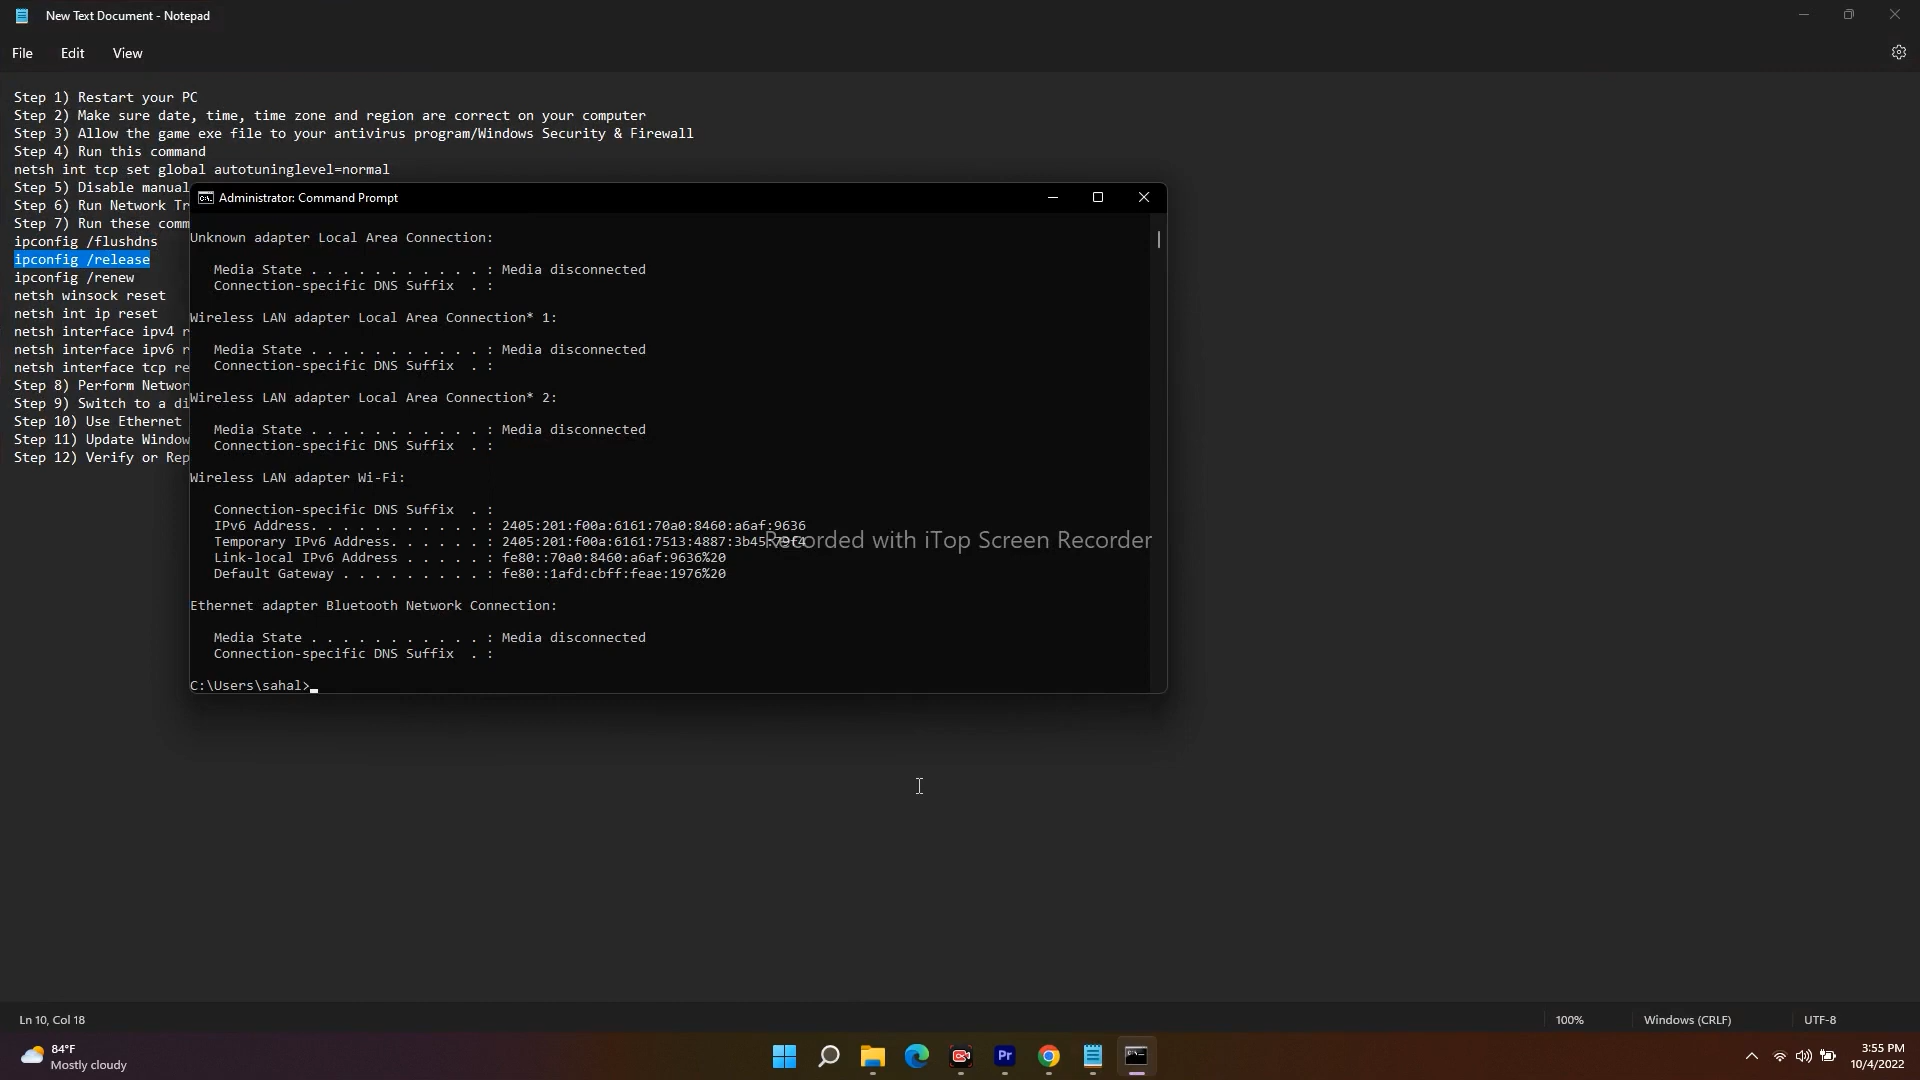 New Text Document - Notepad
File Edit View
Step 1) Restart your PC
Step 2) Make sure date, time, time zone and region are correct on your computer
Step 3) Allow the game exe file to your antivirus program/Windows Security & Firewall
Step 4) Run this command
netsh int tcp set global autotuninglevel=normal
Step 5) Disable manual
Step 6) Run Network Tr
Step 7) Run these comm
ipconfig /flushdns
ipconfig /release
ipconfig /renew
netsh winsock reset
netsh int ip reset
netsh interface ipv4 r
netsh interface ipv6 r
netsh interface tcp re
Step 8) Perform Networ
Step 9) Switch to a di
Step 10) Use Ethernet
Step 11) Update Window
Step 12) Verify or Rep
Administrator: Command Prompt
Unknown adapter Local Area Connection:
Media State . . . . . . . . . . . : Media disconnected
Connection-specific DNS Suffix  . :
Wireless LAN adapter Local Area Connection* 1:
Media State . . . . . . . . . . . : Media disconnected
Connection-specific DNS Suffix  . :
Wireless LAN adapter Local Area Connection* 2:
Media State . . . . . . . . . . . : Media disconnected
Connection-specific DNS Suffix  . :
Wireless LAN adapter Wi-Fi:
Connection-specific DNS Suffix  . :
IPv6 Address. . . . . . . . . . . : 2405:201:f00a:6161:70a0:8460:a6af:9636
Temporary IPv6 Address. . . . . . : 2405:201:f00a:6161:7513:4887:3b45:79f4
Link-local IPv6 Address . . . . . : fe80::70a0:8460:a6af:9636%20
Default Gateway . . . . . . . . . : fe80::1afd:cbff:feae:1976%20
Ethernet adapter Bluetooth Network Connection:
Media State . . . . . . . . . . . : Media disconnected
Connection-specific DNS Suffix  . :
C:\Users\sahal>
Recorded with iTop Screen Recorder
Ln 10, Col 18
100%
Windows (CRLF)
UTF-8
84°F
Mostly cloudy
Pr
3:55 PM
10/4/2022